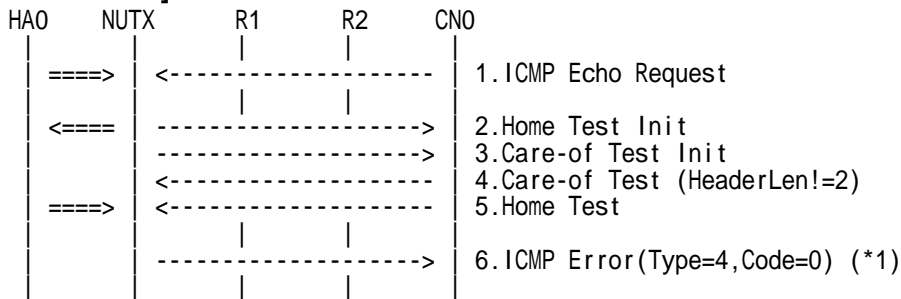 HA0 NUTX R1 R2 CN0
====> <--------------------- 1.ICMP Echo Request
<==== ---------------------> 2.Home Test Init
---------------------> 3.Care-of Test Init
<--------------------- 4.Care-of Test (HeaderLen!=2)
====> <--------------------- 5.Home Test
---------------------> 6.ICMP Error(Type=4,Code=0) (*1)